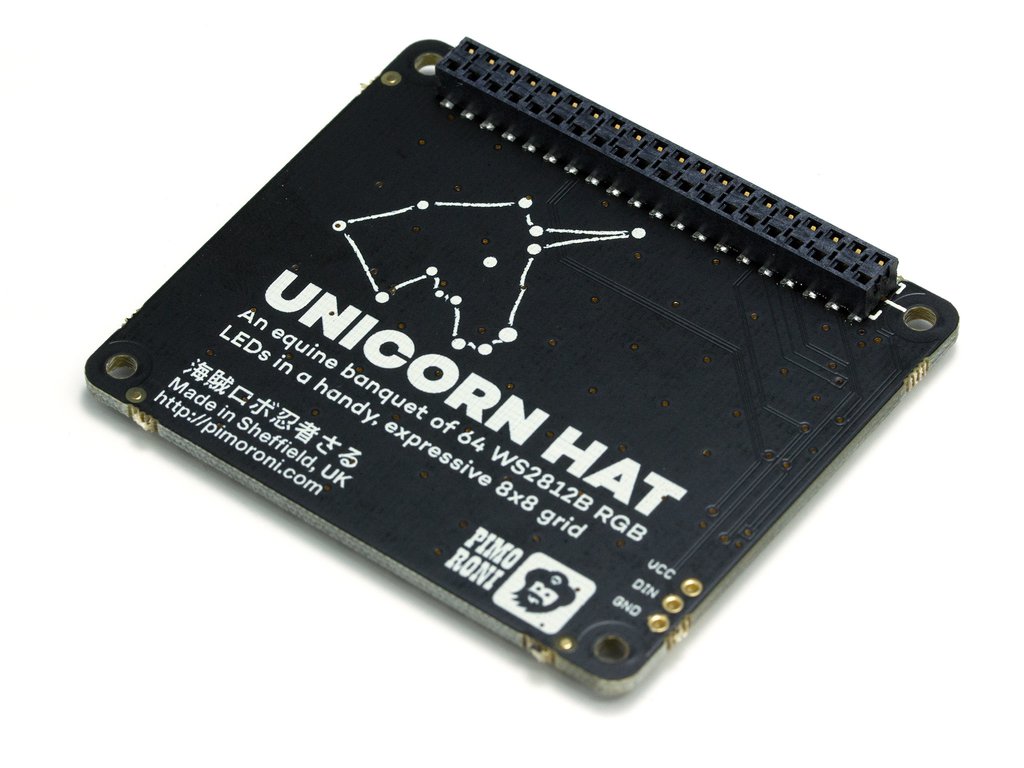 UNICORN HAT
An equine banquet of 64 WS2812B RGB
LEDs in a handy, expressive 8x8 grid
海賊ロボ忍者さる
Made in Sheffield, UK
http://pimoroni.com
PIMO
RONI
VCC
DIN
GND